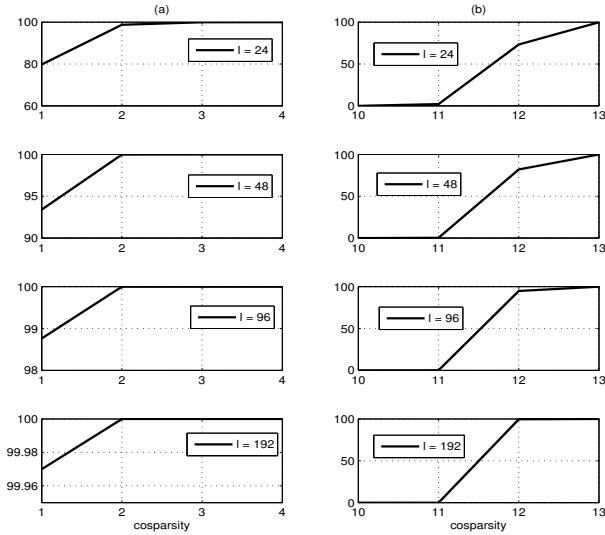 (a)
100
80
60
1 2 3 4
l = 24
100
95
90
1 2 3 4
l = 48
100
99
98
1 2 3 4
l = 96
100
99.98
99.96
1 2 3 4
l = 192
cosparsity
(b)
100
50
0
10 11 12 13
l = 24
100
50
0
10 11 12 13
l = 48
100
50
0
10 11 12 13
l = 96
100
50
0
10 11 12 13
l = 192
cosparsity